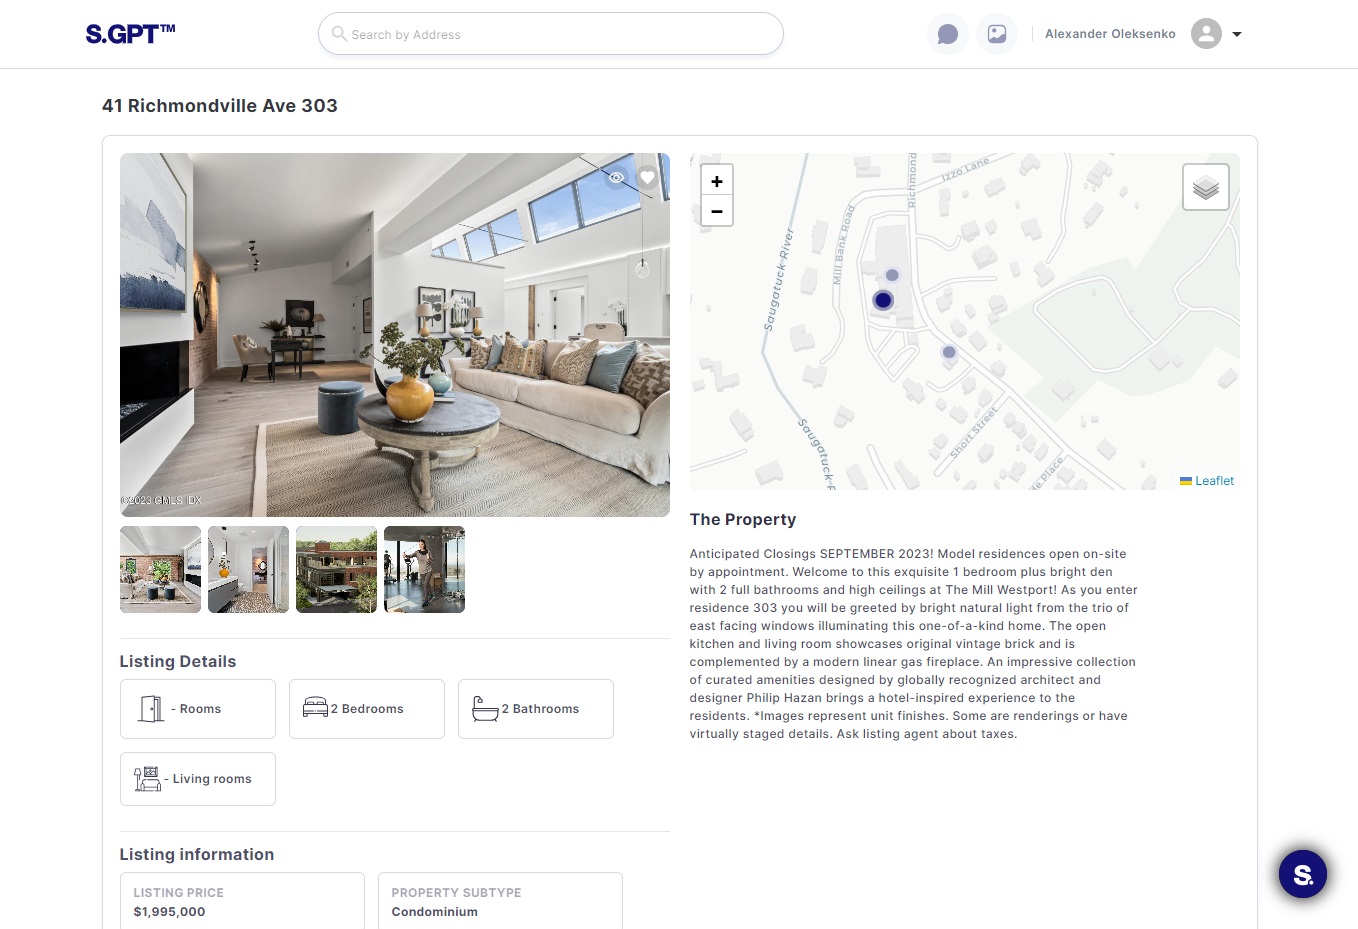 S.GPT™
Search by Address
Alexander Oleksenko
41 Richmondville Ave 303
©2023 GMLS IDX
+
−
Izzo Lane
Richmond
Mill Bank Road
Saugatuck River
Saugatuck R
Short Street
Place
Leaflet
The Property
Anticipated Closings SEPTEMBER 2023! Model residences open on-site
by appointment. Welcome to this exquisite 1 bedroom plus bright den
with 2 full bathrooms and high ceilings at The Mill Westport! As you enter
residence 303 you will be greeted by bright natural light from the trio of
east facing windows illuminating this one-of-a-kind home. The open
kitchen and living room showcases original vintage brick and is
complemented by a modern linear gas fireplace. An impressive collection
of curated amenities designed by globally recognized architect and
designer Philip Hazan brings a hotel-inspired experience to the
residents. *Images represent unit finishes. Some are renderings or have
virtually staged details. Ask listing agent about taxes.
Listing Details
- Rooms
2 Bedrooms
2 Bathrooms
- Living rooms
Listing information
LISTING PRICE
$1,995,000
PROPERTY SUBTYPE
Condominium
S.